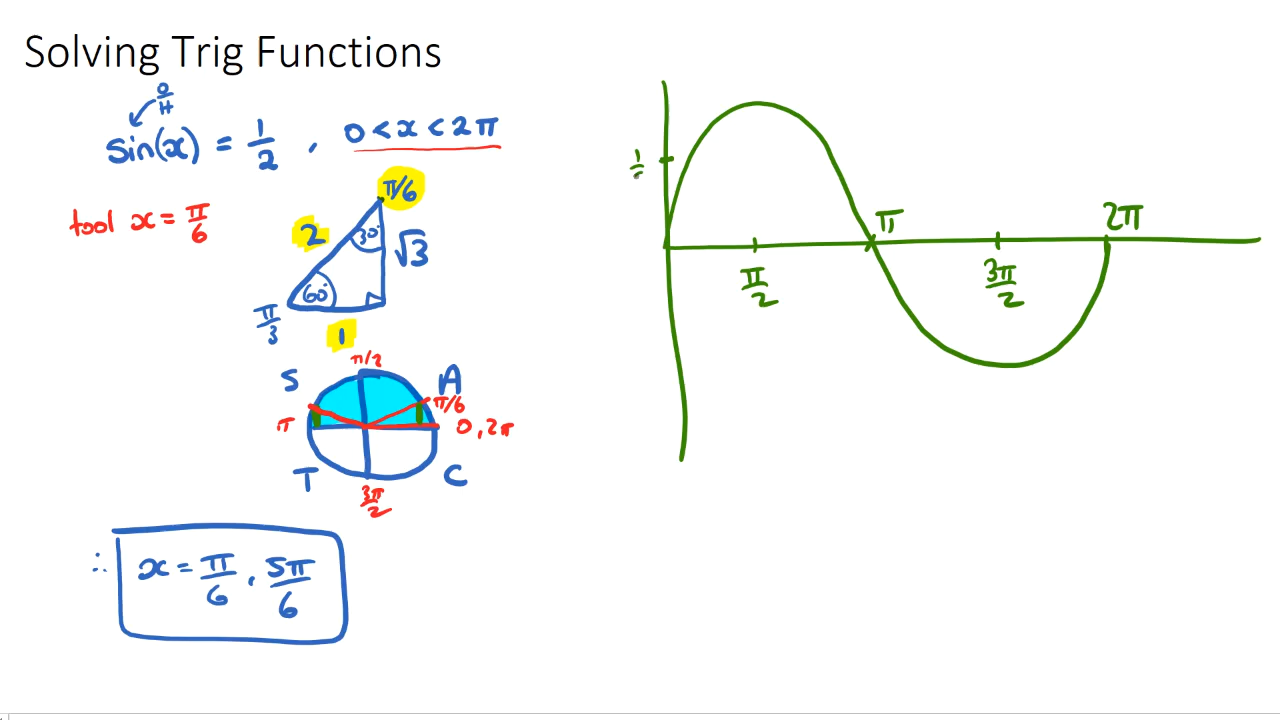 Solving Trig Functions
O/H
sin(x) = 1/2 , 0 < x < 2π
tool x = π/6
π/6
2
30°
√3
60°
π/3
1
π/2
S
A
π/6
π
0, 2π
T
C
3π/2
∴ x = π/6 , 5π/6
1/2
π
2π
π/2
3π/2